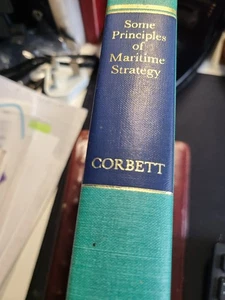 Some
Principles
of
Maritime
Strategy
CORBETT